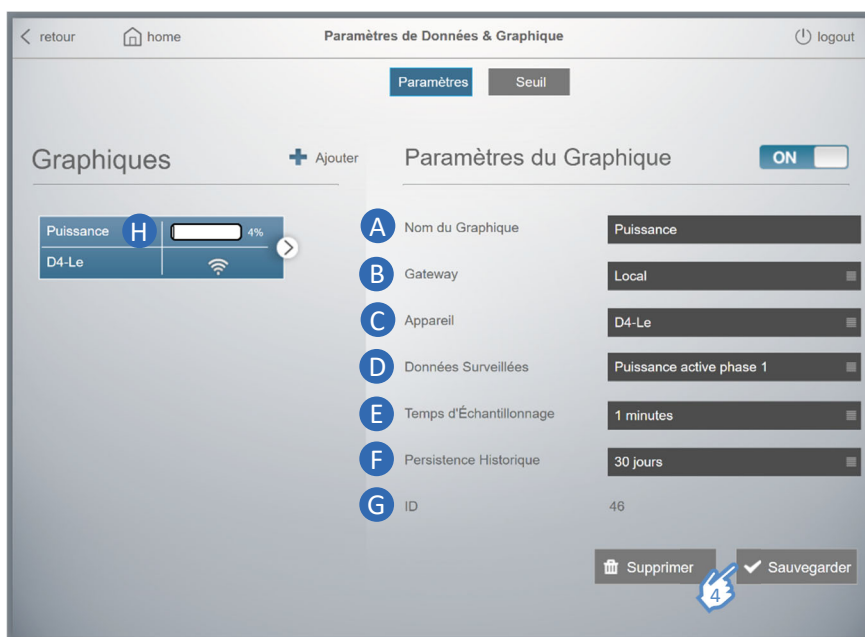 retour home Paramètres de Données & Graphique logout
Paramètres Seuil
Graphiques
Ajouter
Puissance H 4%
D4-Le
Paramètres du Graphique ON
A Nom du Graphique Puissance
B Gateway Local
C Appareil D4-Le
D Données Surveillées Puissance active phase 1
E Temps d'Échantillonnage 1 minutes
F Persistence Historique 30 jours
G ID 46
Supprimer Sauvegarder
4